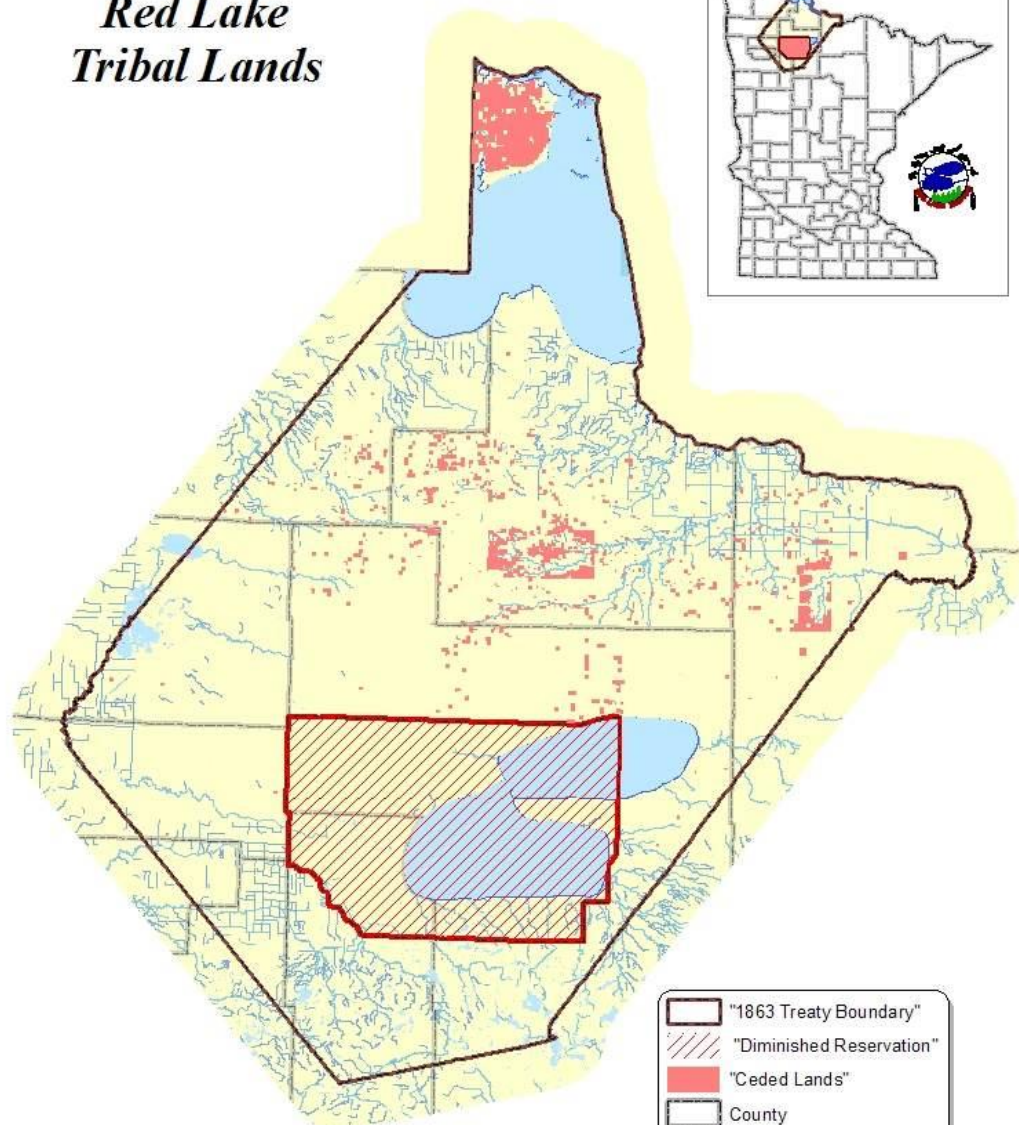 Red Lake
Tribal Lands
"1863 Treaty Boundary"
"Diminished Reservation"
"Ceded Lands"
County